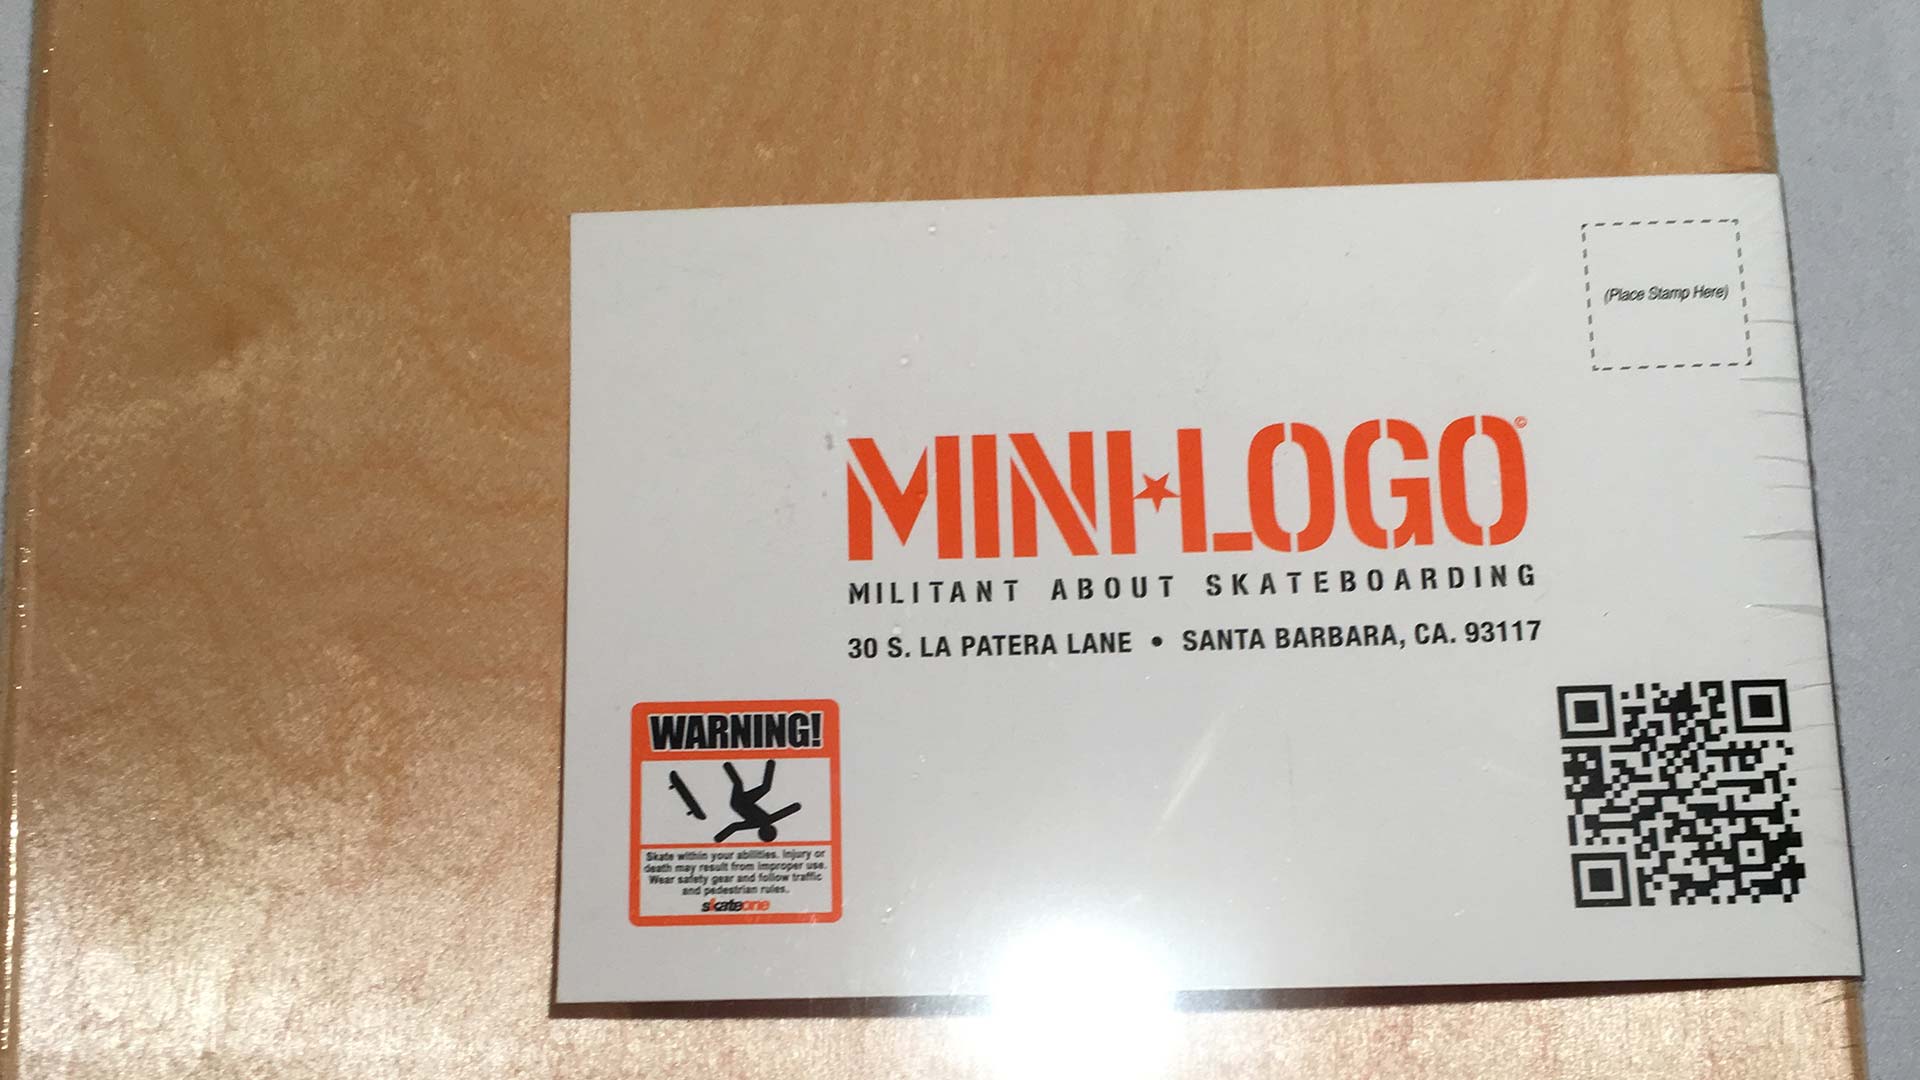 (Place Stamp Here)
MINI★LOGO©
MILITANT ABOUT SKATEBOARDING
30 S. LA PATERA LANE • SANTA BARBARA, CA. 93117
WARNING!
Skate within your abilities. Injury or
death may result from improper use.
Wear safety gear and follow traffic
and pedestrian rules.
skateone